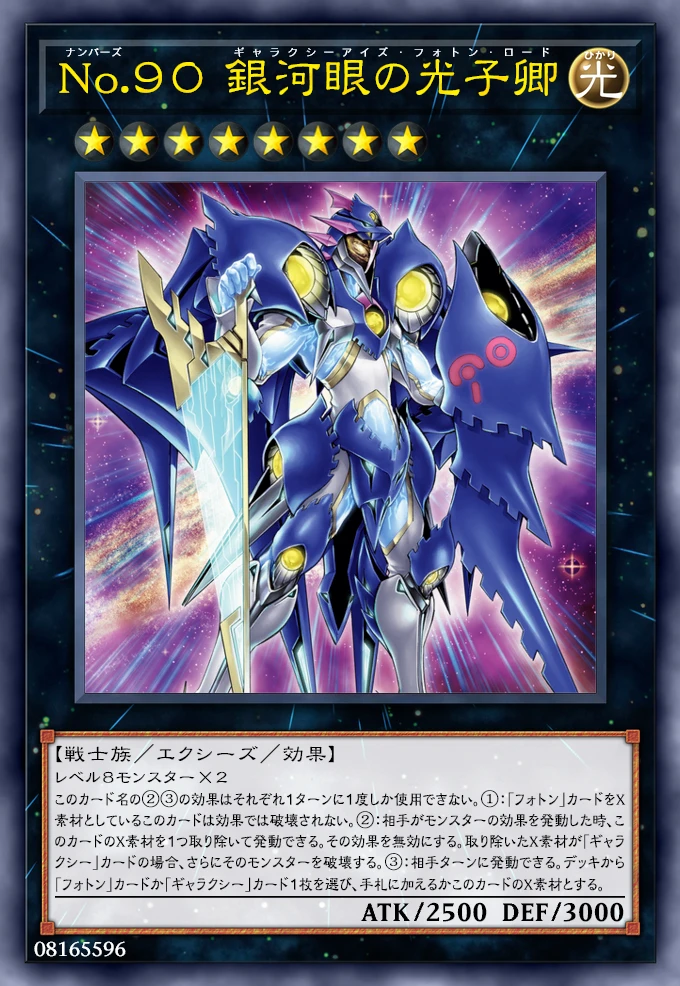 ナンバーズ ギャラクシーアイズ・フォトン・ロード
No.90 銀河眼の光子卿
ひかり
光
【戦士族／エクシーズ／効果】
レベル8モンスター×2
このカード名の②③の効果はそれぞれ1ターンに1度しか使用できない。①:「フォトン」カードをX
素材としているこのカードは効果では破壊されない。②:相手がモンスターの効果を発動した時、こ
のカードのX素材を1つ取り除いて発動できる。その効果を無効にする。取り除いたX素材が「ギャラ
クシー」カードの場合、さらにそのモンスターを破壊する。③:相手ターンに発動できる。デッキから
「フォトン」カードか「ギャラクシー」カード1枚を選び、手札に加えるかこのカードのX素材とする。
ATK/2500 DEF/3000
08165596